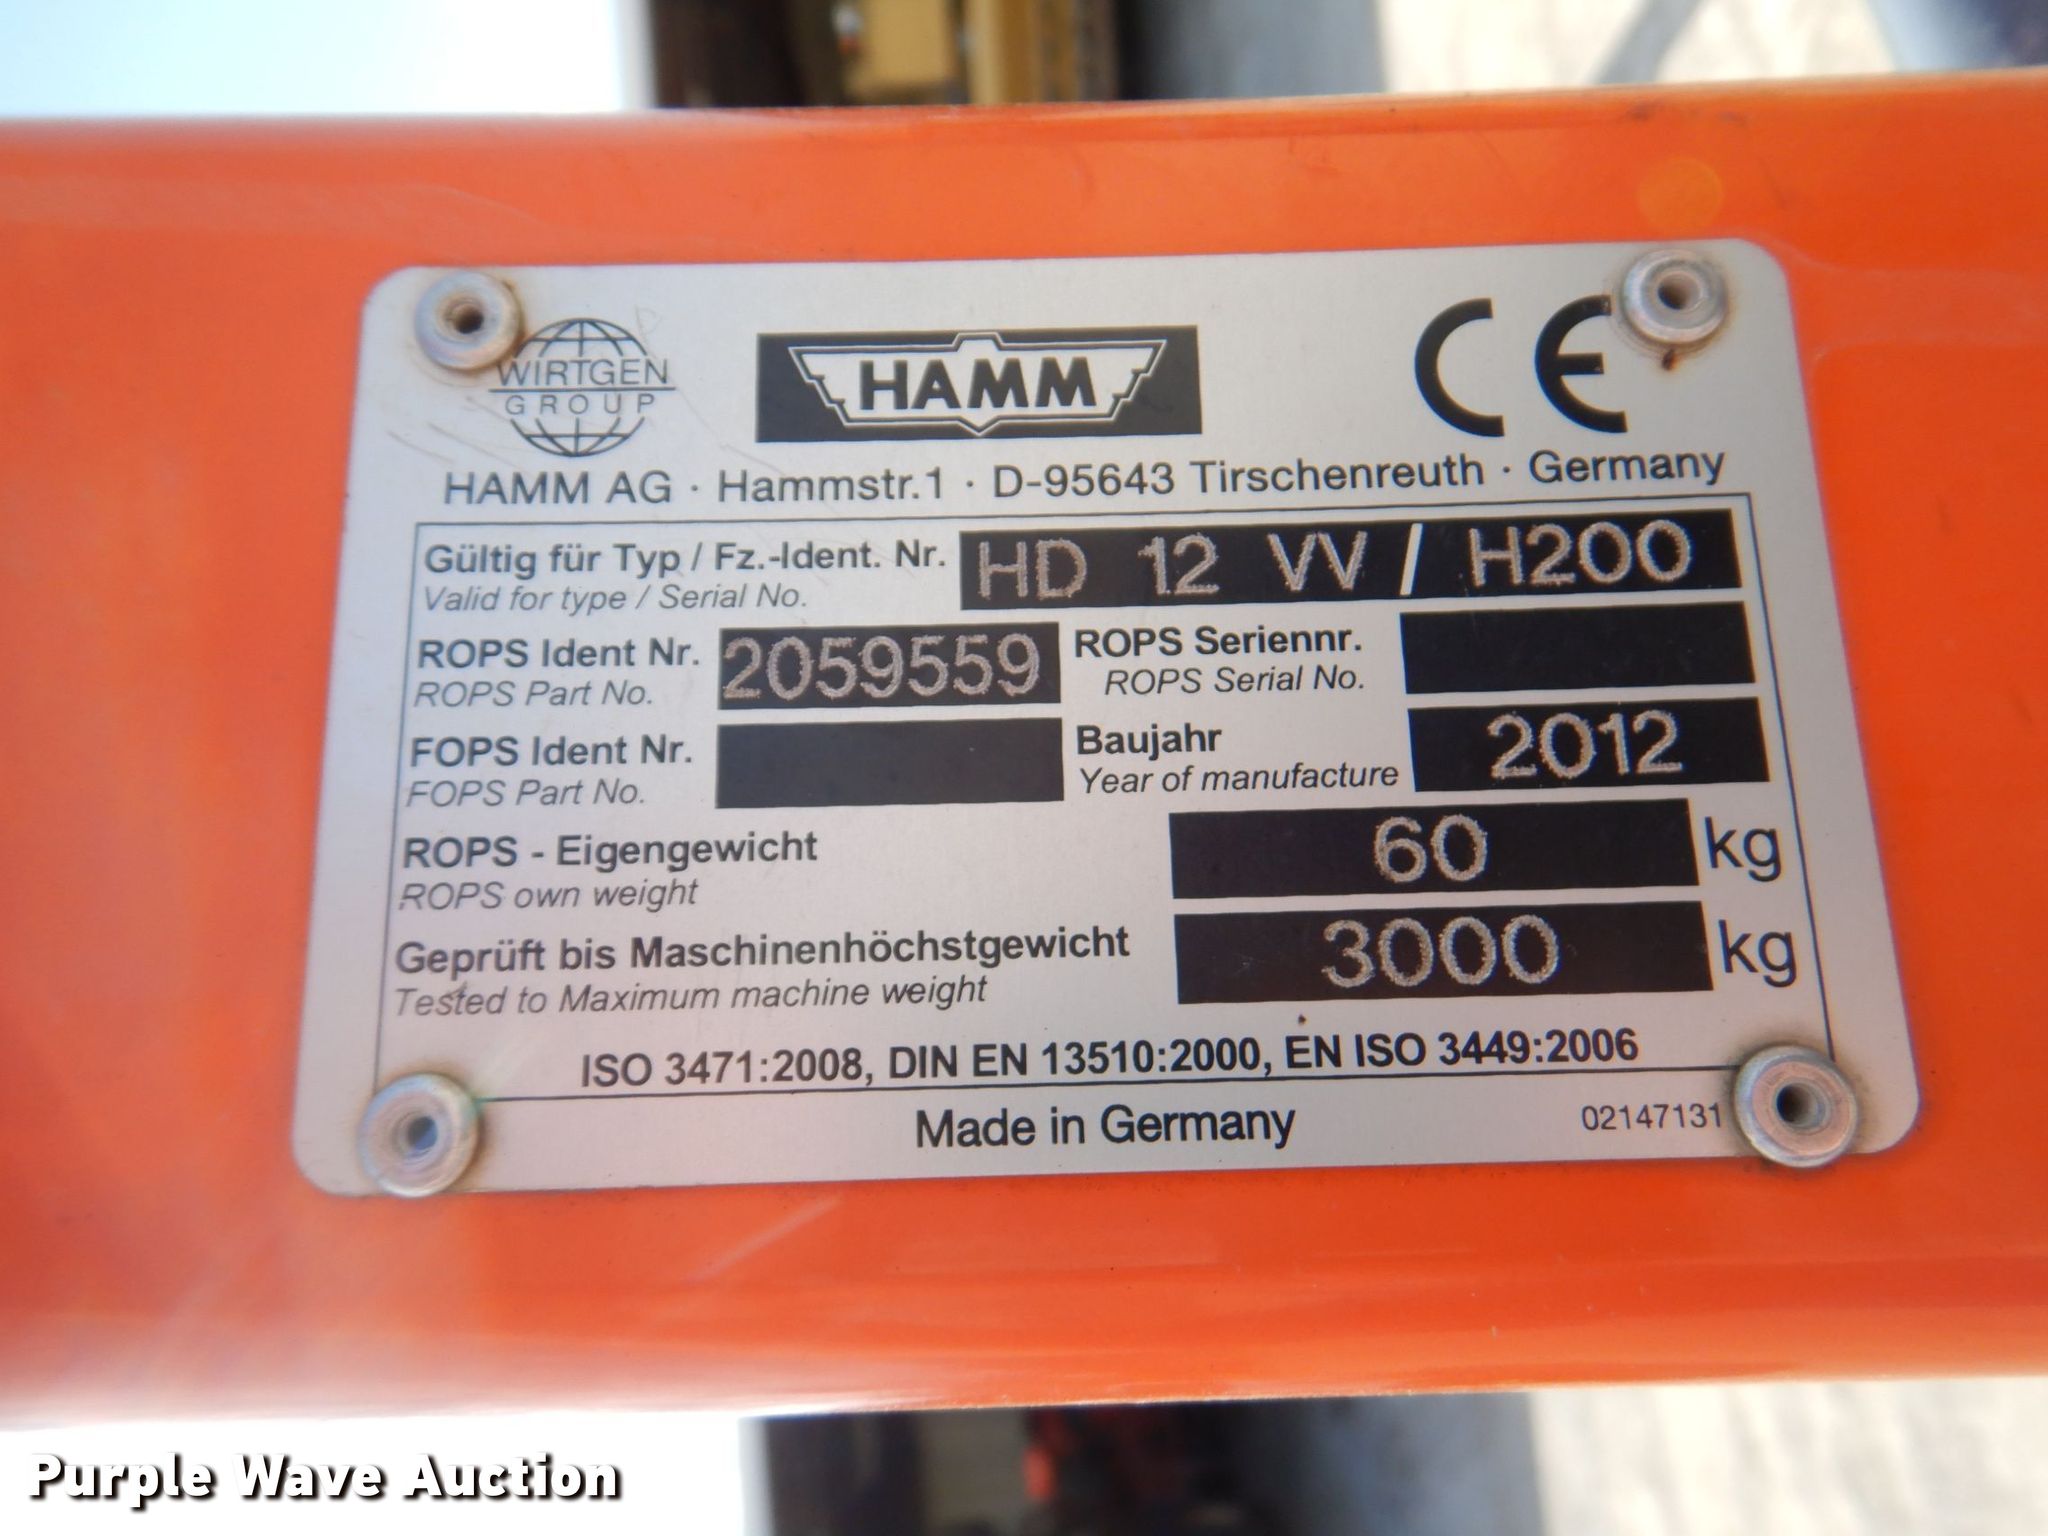 WIRTGEN
GROUP
HAMM
CE
HAMM AG · Hammstr.1 · D-95643 Tirschenreuth · Germany
Gültig für Typ / Fz.-Ident. Nr. HD 12 VV / H200
Valid for type / Serial No.
ROPS Ident Nr. 2059559 ROPS Seriennr.
ROPS Part No. ROPS Serial No.
FOPS Ident Nr. Baujahr 2012
FOPS Part No. Year of manufacture
ROPS - Eigengewicht 60 kg
ROPS own weight
Geprüft bis Maschinenhöchstgewicht 3000 kg
Tested to Maximum machine weight
ISO 3471:2008, DIN EN 13510:2000, EN ISO 3449:2006
Made in Germany 02147131
Purple Wave Auction